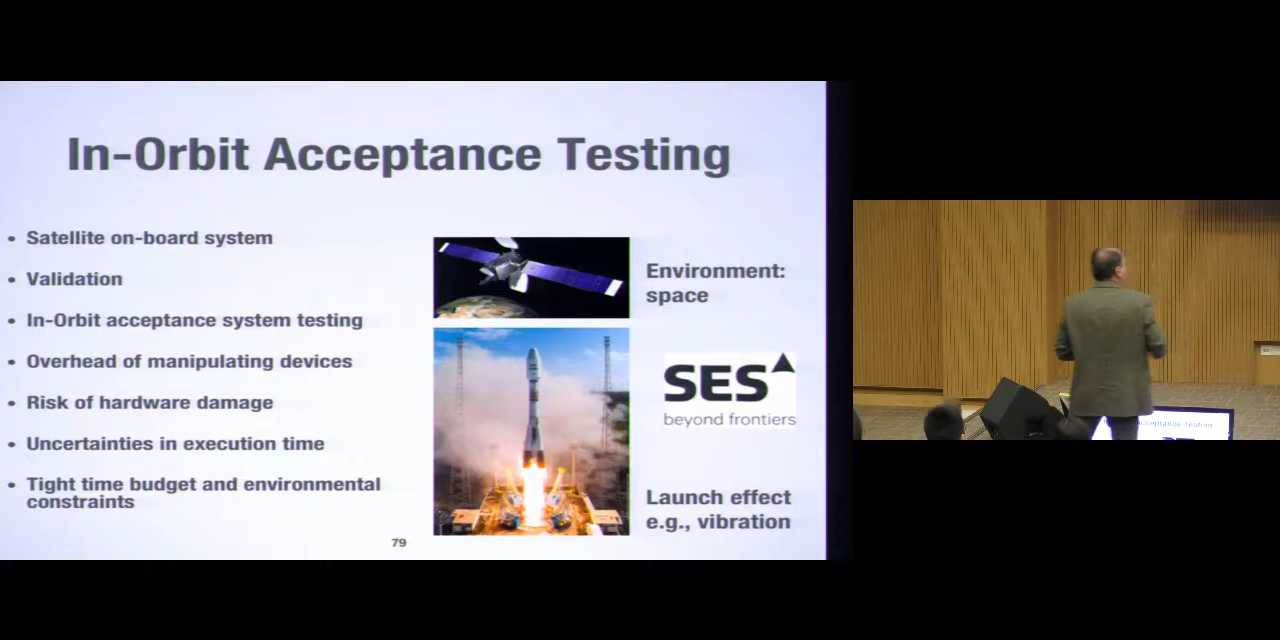 In-Orbit Acceptance Testing
• Satellite on-board system
• Validation
• In-Orbit acceptance system testing
• Overhead of manipulating devices
• Risk of hardware damage
• Uncertainties in execution time
• Tight time budget and environmental
constraints
Environment:
space
SES
beyond frontiers
Launch effect
e.g., vibration
79
Acceptance Testing